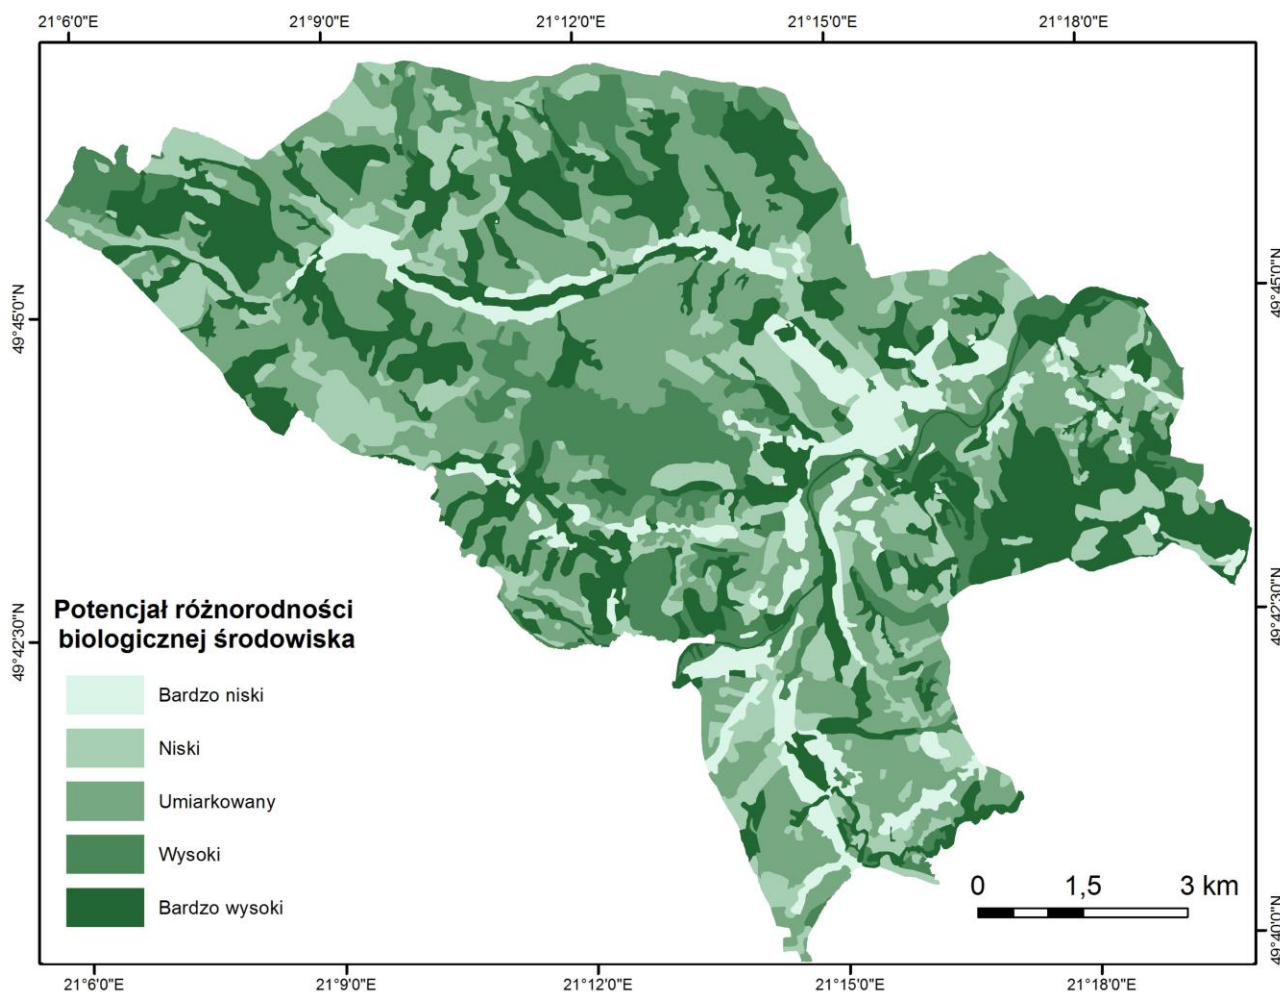 21°6'0"E 21°9'0"E 21°12'0"E 21°15'0"E 21°18'0"E
49°45'0"N 49°45'0"N
49°42'30"N 49°42'30"N
Potencjał różnorodności
biologicznej środowiska
Bardzo niski
Niski
Umiarkowany
Wysoki
Bardzo wysoki
0 1,5 3 km
49°40'0"N
21°6'0"E 21°9'0"E 21°12'0"E 21°15'0"E 21°18'0"E